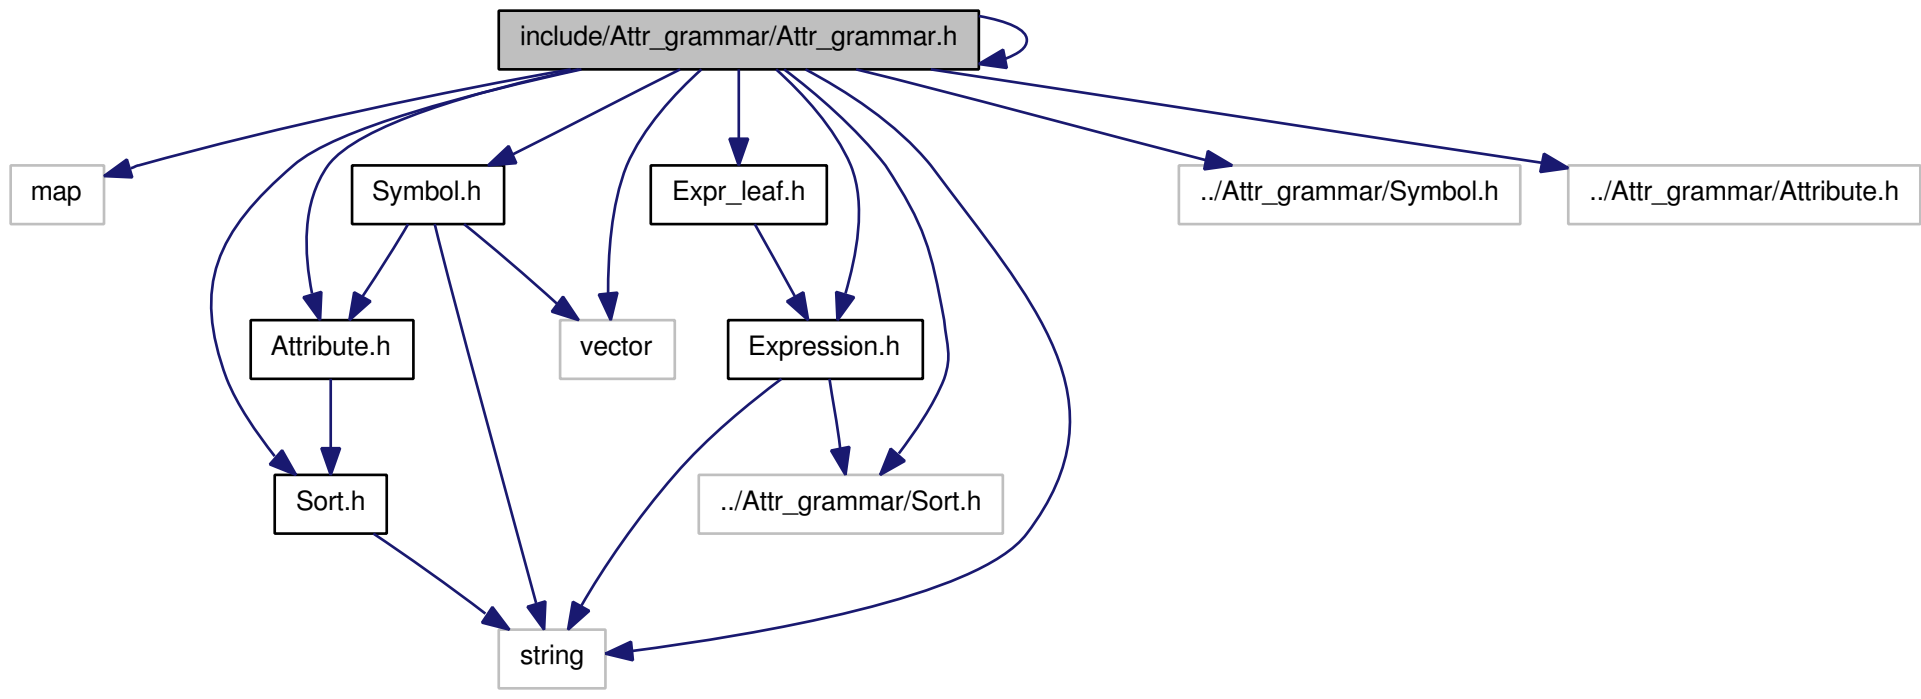 include/Attr_grammar/Attr_grammar.h
map
Symbol.h
Expr_leaf.h
../Attr_grammar/Symbol.h
../Attr_grammar/Attribute.h
Attribute.h
vector
Expression.h
Sort.h
../Attr_grammar/Sort.h
string